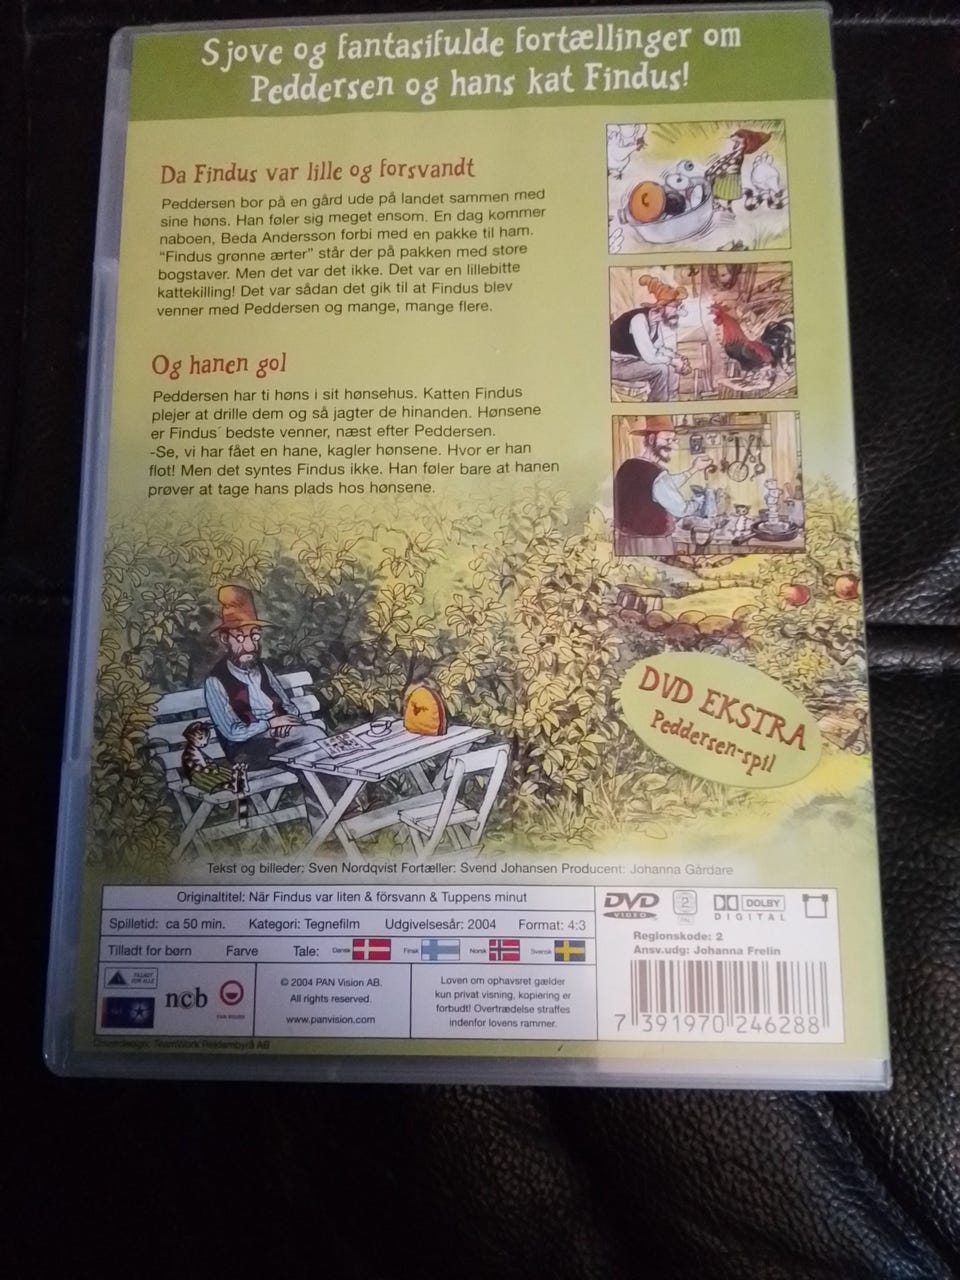 Sjove og fantasifulde fortællinger om
Peddersen og hans kat Findus!
Da Findus var lille og forsvandt
Peddersen bor på en gård ude på landet sammen med
sine høns. Han føler sig meget ensom. En dag kommer
naboen, Beda Andersson forbi med en pakke til ham.
"Findus grønne ærter" står der på pakken med store
bogstaver. Men det var det ikke. Det var en lillebitte
kattekilling! Det var sådan det gik til at Findus blev
venner med Peddersen og mange, mange flere.
Og hanen gol
Peddersen har ti høns i sit hønsehus. Katten Findus
plejer at drille dem og så jagter de hinanden. Hønsene
er Findus´ bedste venner, næst efter Peddersen.
-Se, vi har fået en hane, kagler hønsene. Hvor er han
flot! Men det syntes Findus ikke. Han føler bare at hanen
prøver at tage hans plads hos hønsene.
DVD EKSTRA
Peddersen-spil
Tekst og billeder: Sven Nordqvist Fortæller: Svend Johansen Producent: Johanna Gårdare
Originaltitel: När Findus var liten & försvann & Tuppens minut
Spilletid: ca 50 min. Kategori: Tegnefilm Udgivelsesår: 2004 Format: 4:3
Tilladt for børn Farve Tale: Dansk Finsk Norsk Svensk
DVD VIDEO
2
DOLBY DIGITAL
Regionskode: 2
Ansv.udg: Johanna Frelin
TILLADT FOR ALLE
ncb
PAN VISION
© 2004 PAN Vision AB.
All rights reserved.
www.panvision.com
Loven om ophavsret gælder
kun privat visning, kopiering er
forbudt! Overtrædelse straffes
indenfor lovens rammer.
7 391970 246288
Coverdesign: TeamWork Reklambyrå AB